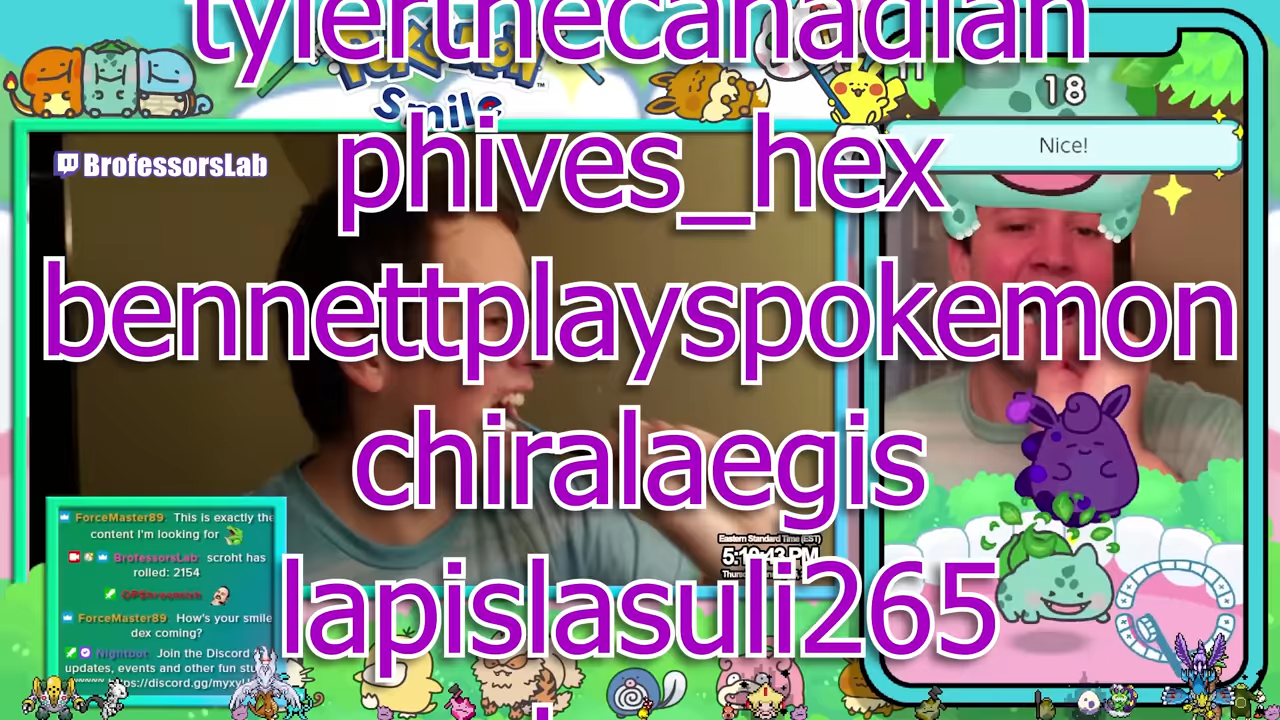 tylerthecanadian
Smile
18
BrofessorsLab
phives_hex
Nice!
bennettplayspokemon
chiralaegis
ForceMaster89: This is exactly the
content I'm looking for
BrofessorsLab: scroht has
rolled: 2154
Eastern Standard Time (EST)
lapislasuli265
ForceMaster89 How's your smile
dex coming?
Nightbot: Join the Discord
updates, events and other fun